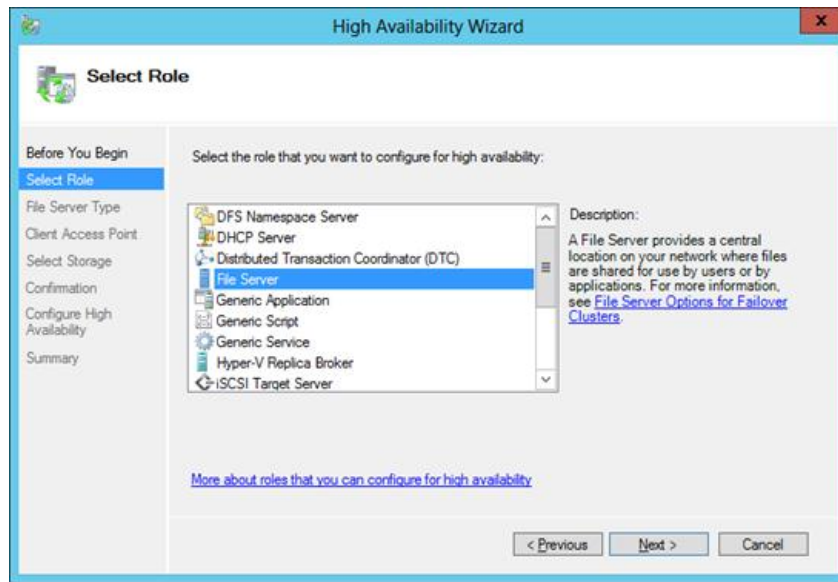 High Availability Wizard
x
Select Role
Before You Begin
Select Role
File Server Type
Client Access Point
Select Storage
Confirmation
Configure High
Availability
Summary
Select the role that you want to configure for high availability:
DFS Namespace Server
DHCP Server
Distributed Transaction Coordinator (DTC)
File Server
Generic Application
Generic Script
Generic Service
Hyper-V Replica Broker
iSCSI Target Server
Description:
A File Server provides a central
location on your network where files
are shared for use by users or by
applications. For more information,
see File Server Options for Failover
Clusters.
More about roles that you can configure for high availability
< Previous
Next >
Cancel